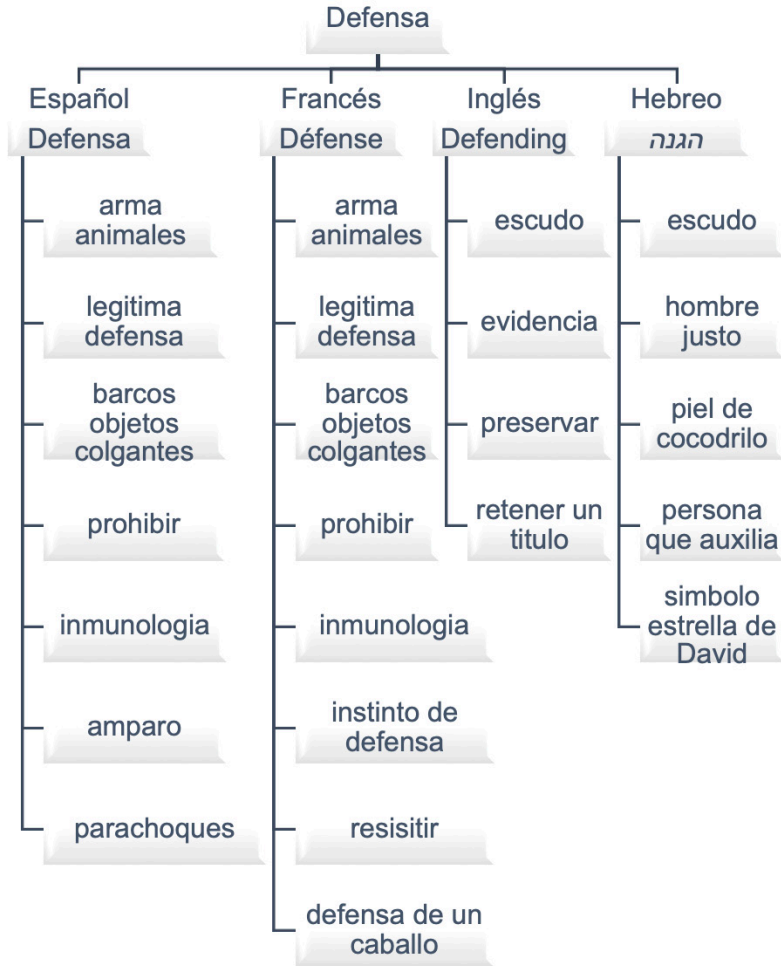 Defensa
Español
Defensa
arma
animales
legitima
defensa
barcos
objetos
colgantes
prohibir
inmunologia
amparo
parachoques
Francés
Défense
arma
animales
legitima
defensa
barcos
objetos
colgantes
prohibir
inmunologia
instinto de
defensa
resisitir
defensa de un
caballo
Inglés
Defending
escudo
evidencia
preservar
retener un
titulo
Hebreo
הגנה
escudo
hombre
justo
piel de
cocodrilo
persona
que auxilia
simbolo
estrella de
David